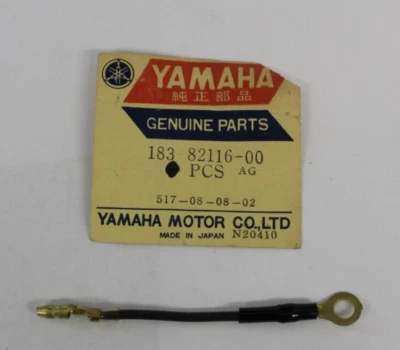 YAMAHA
純正部品
GENUINE PARTS
183 82116-00
PCS AG
517-08-08-02
YAMAHA MOTOR CO.,LTD
MADE IN JAPAN N20410